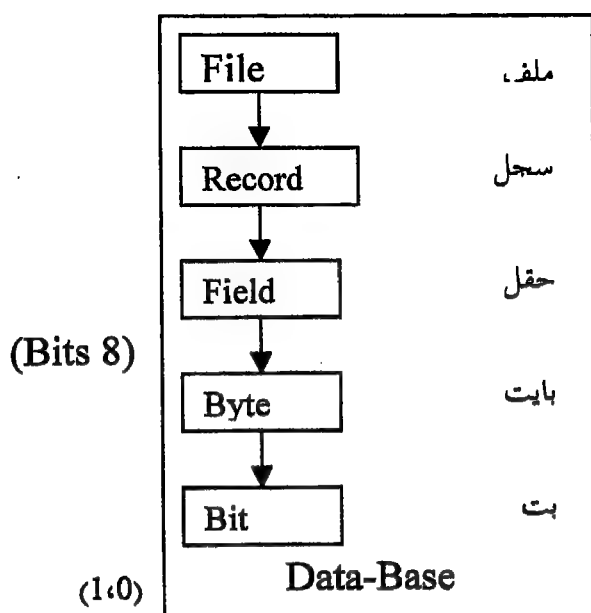 File ملف،
Record سجل
Field حقل
(Bits 8)
Byte بايت
Bit بت
Data-Base
(1،0)